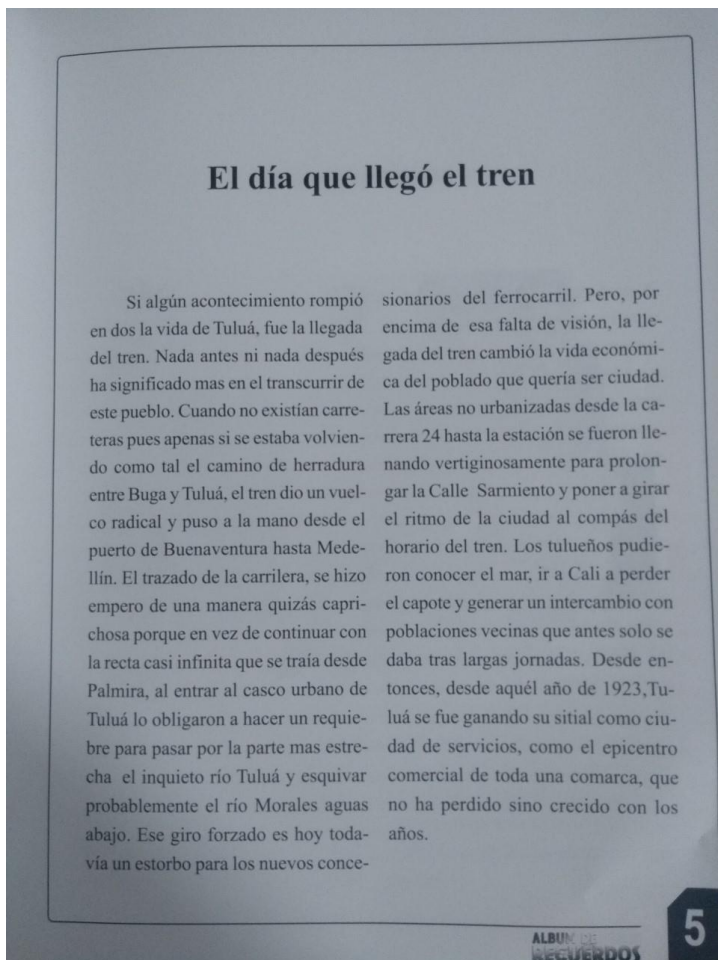 El día que llegó el tren
Si algún acontecimiento rompió
en dos la vida de Tuluá, fue la llegada
del tren. Nada antes ni nada después
ha significado mas en el transcurrir de
este pueblo. Cuando no existían carre-
teras pues apenas si se estaba volvien-
do como tal el camino de herradura
entre Buga y Tuluá, el tren dio un vuel-
co radical y puso a la mano desde el
puerto de Buenaventura hasta Mede-
llín. El trazado de la carrilera, se hizo
empero de una manera quizás capri-
chosa porque en vez de continuar con
la recta casi infinita que se traía desde
Palmira, al entrar al casco urbano de
Tuluá lo obligaron a hacer un requie-
bre para pasar por la parte mas estre-
cha el inquieto río Tuluá y esquivar
probablemente el río Morales aguas
abajo. Ese giro forzado es hoy toda-
vía un estorbo para los nuevos conce-
sionarios del ferrocarril. Pero, por
encima de esa falta de visión, la lle-
gada del tren cambió la vida económi-
ca del poblado que quería ser ciudad.
Las áreas no urbanizadas desde la ca-
rrera 24 hasta la estación se fueron lle-
nando vertiginosamente para prolon-
gar la Calle Sarmiento y poner a girar
el ritmo de la ciudad al compás del
horario del tren. Los tulueños pudie-
ron conocer el mar, ir a Cali a perder
el capote y generar un intercambio con
poblaciones vecinas que antes solo se
daba tras largas jornadas. Desde en-
tonces, desde aquél año de 1923,Tu-
luá se fue ganando su sitial como ciu-
dad de servicios, como el epicentro
comercial de toda una comarca, que
no ha perdido sino crecido con los
años.
ALBUM DE
RECUERDOS
5